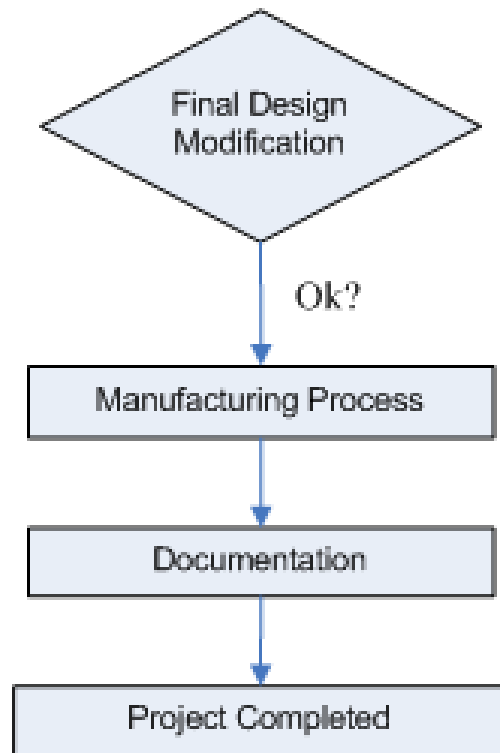 Final Design
Modification
Ok?
Manufacturing Process
Documentation
Project Completed